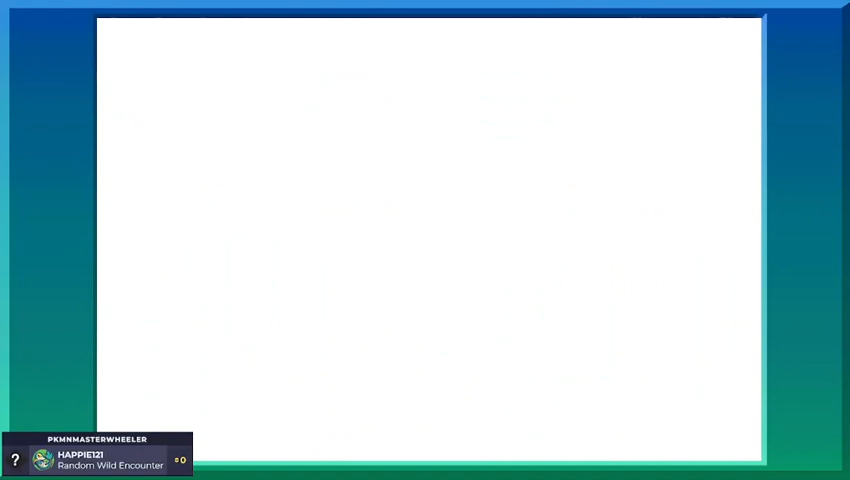 PKMNMASTERWHEELER
?
HAPPIE121
Random Wild Encounter
0